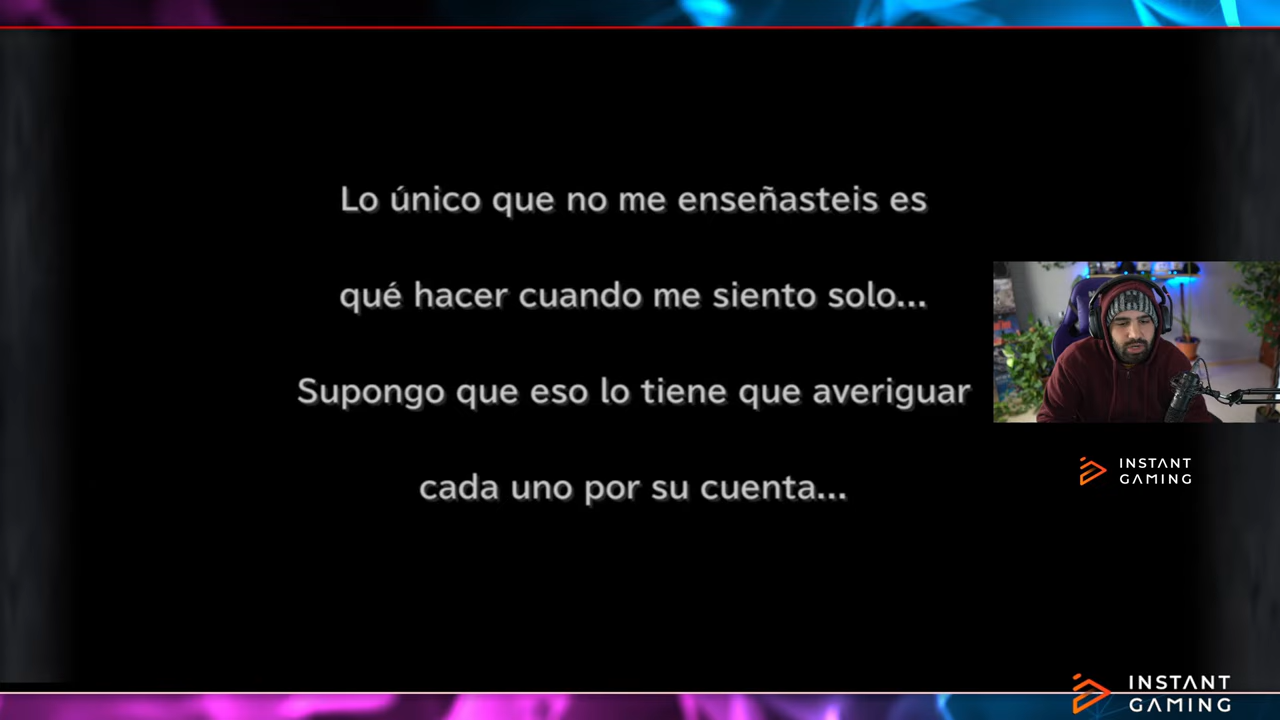 Lo único que no me enseñasteis es
qué hacer cuando me siento solo...
Supongo que eso lo tiene que averiguar
cada uno por su cuenta...
INSTANT
GAMING
INSTANT
GAMING